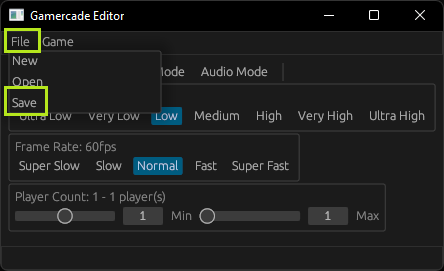 Gamercade Editor
File Game
New
Open
Save
Mode Audio Mode
Ultra Low Very Low Low Medium High Very High Ultra High
Frame Rate: 60fps
Super Slow Slow Normal Fast Super Fast
Player Count: 1 - 1 player(s)
1 Min 1 Max